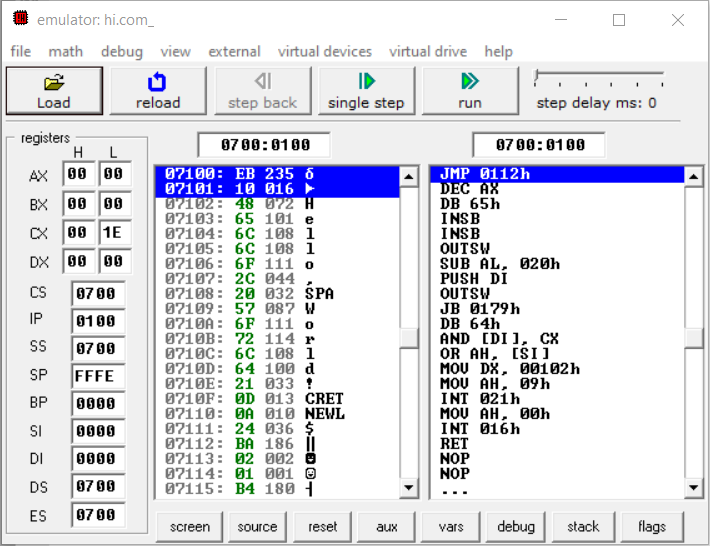 emulator: hi.com_
file math debug view external virtual devices virtual drive help
Load reload step back single step run step delay ms: 0
registers
H L
AX 00 00
BX 00 00
CX 00 1E
DX 00 00
CS 0700
IP 0100
SS 0700
SP FFFE
BP 0000
SI 0000
DI 0000
DS 0700
ES 0700
0700:0100
07100: EB 235 δ
07101: 10 016 ►
07102: 48 072 H
07103: 65 101 e
07104: 6C 108 l
07105: 6C 108 l
07106: 6F 111 o
07107: 2C 044 ,
07108: 20 032 SPA
07109: 57 087 W
0710A: 6F 111 o
0710B: 72 114 r
0710C: 6C 108 l
0710D: 64 100 d
0710E: 21 033 !
0710F: 0D 013 CRET
07110: 0A 010 NEWL
07111: 24 036 $
07112: BA 186 ║
07113: 02 002 ☻
07114: 01 001 ☺
07115: B4 180 ┤
0700:0100
JMP 0112h
DEC AX
DB 65h
INSB
INSB
OUTSW
SUB AL, 020h
PUSH DI
OUTSW
JB 0179h
DB 64h
AND [DI], CX
OR AH, [SI]
MOV DX, 00102h
MOV AH, 09h
INT 021h
MOV AH, 00h
INT 016h
RET
NOP
NOP
...
screen source reset aux vars debug stack flags